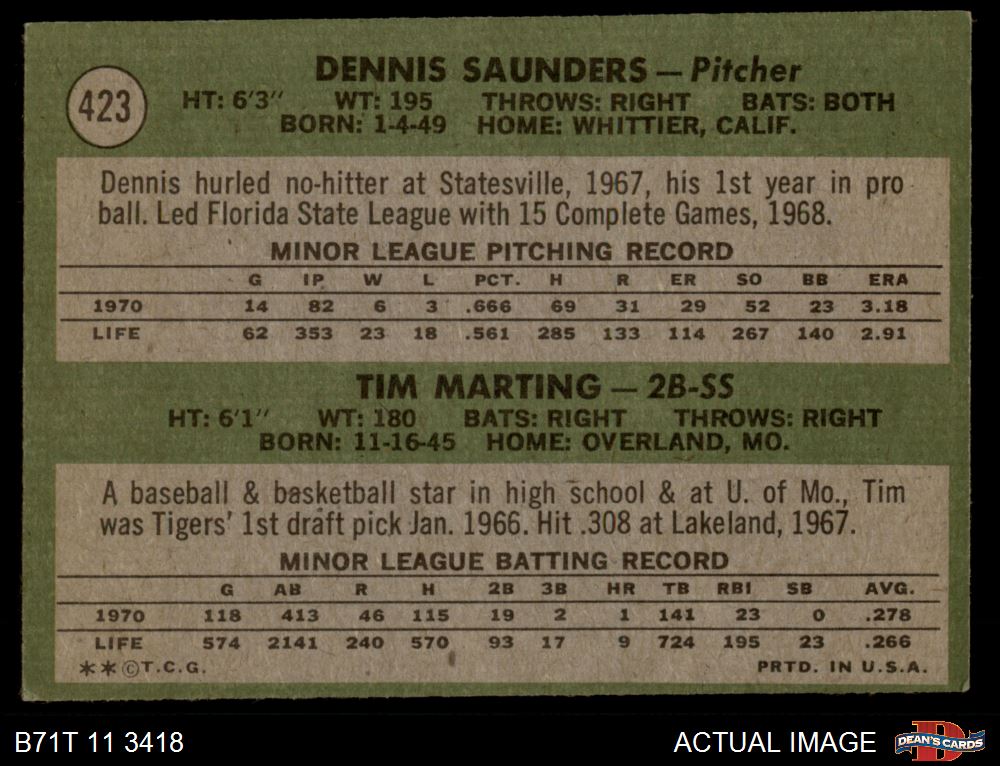 423
DENNIS SAUNDERS — Pitcher
HT: 6'3" WT: 195 THROWS: RIGHT BATS: BOTH
BORN: 1-4-49 HOME: WHITTIER, CALIF.
Dennis hurled no-hitter at Statesville, 1967, his 1st year in pro
ball. Led Florida State League with 15 Complete Games, 1968.
MINOR LEAGUE PITCHING RECORD
G IP W L PCT. H R ER SO BB ERA
1970 14 82 6 3 .666 69 31 29 52 23 3.18
LIFE 62 353 23 18 .561 285 133 114 267 140 2.91
TIM MARTING — 2B-SS
HT: 6'1" WT: 180 BATS: RIGHT THROWS: RIGHT
BORN: 11-16-45 HOME: OVERLAND, MO.
A baseball & basketball star in high school & at U. of Mo., Tim
was Tigers' 1st draft pick Jan. 1966. Hit .308 at Lakeland, 1967.
MINOR LEAGUE BATTING RECORD
G AB R H 2B 3B HR TB RBI SB AVG.
1970 118 413 46 115 19 2 1 141 23 0 .278
LIFE 574 2141 240 570 93 17 9 724 195 23 .266
**©T.C.G. PRTD. IN U.S.A.
B71T 11 3418 ACTUAL IMAGE DEAN'S CARDS